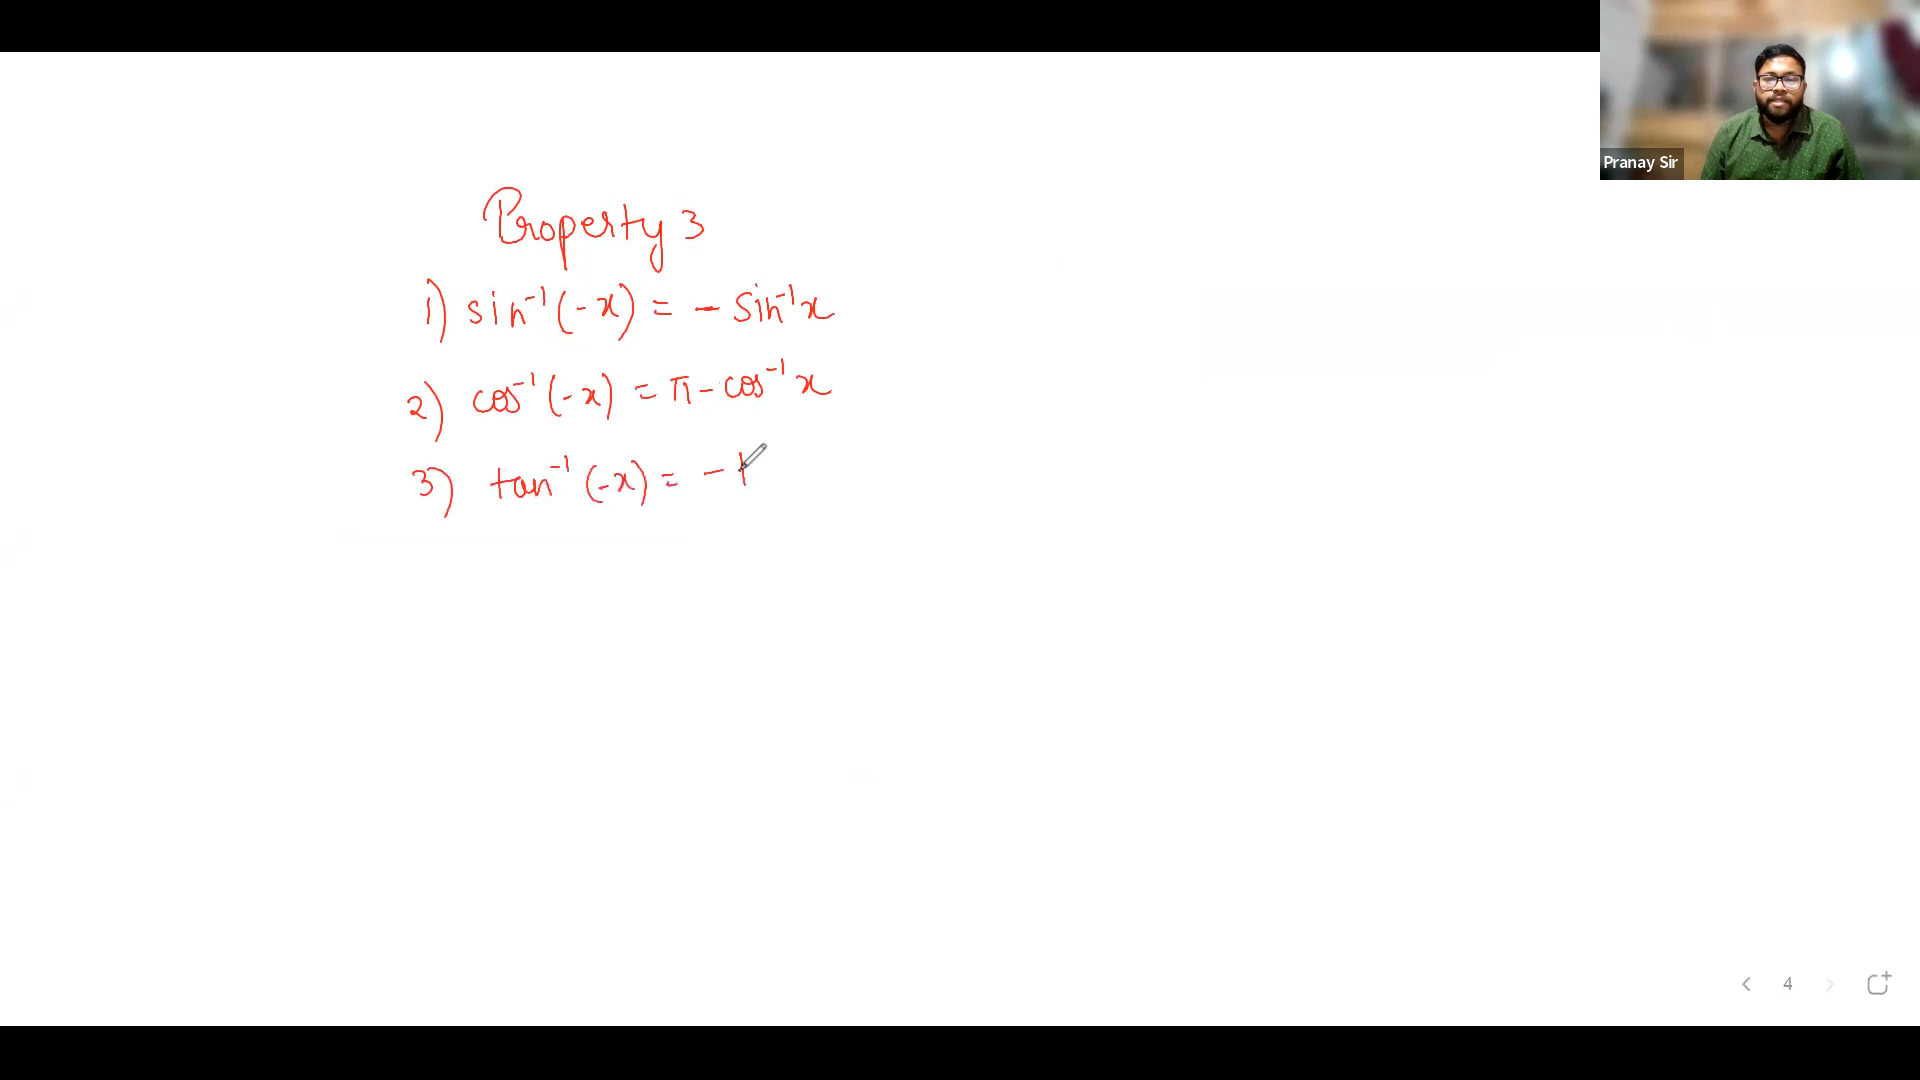 Pranay Sir
Property 3
1) sin⁻¹(-x) = - sin⁻¹x
2) cos⁻¹(-x) = π - cos⁻¹x
3) tan⁻¹(-x) = - t
4